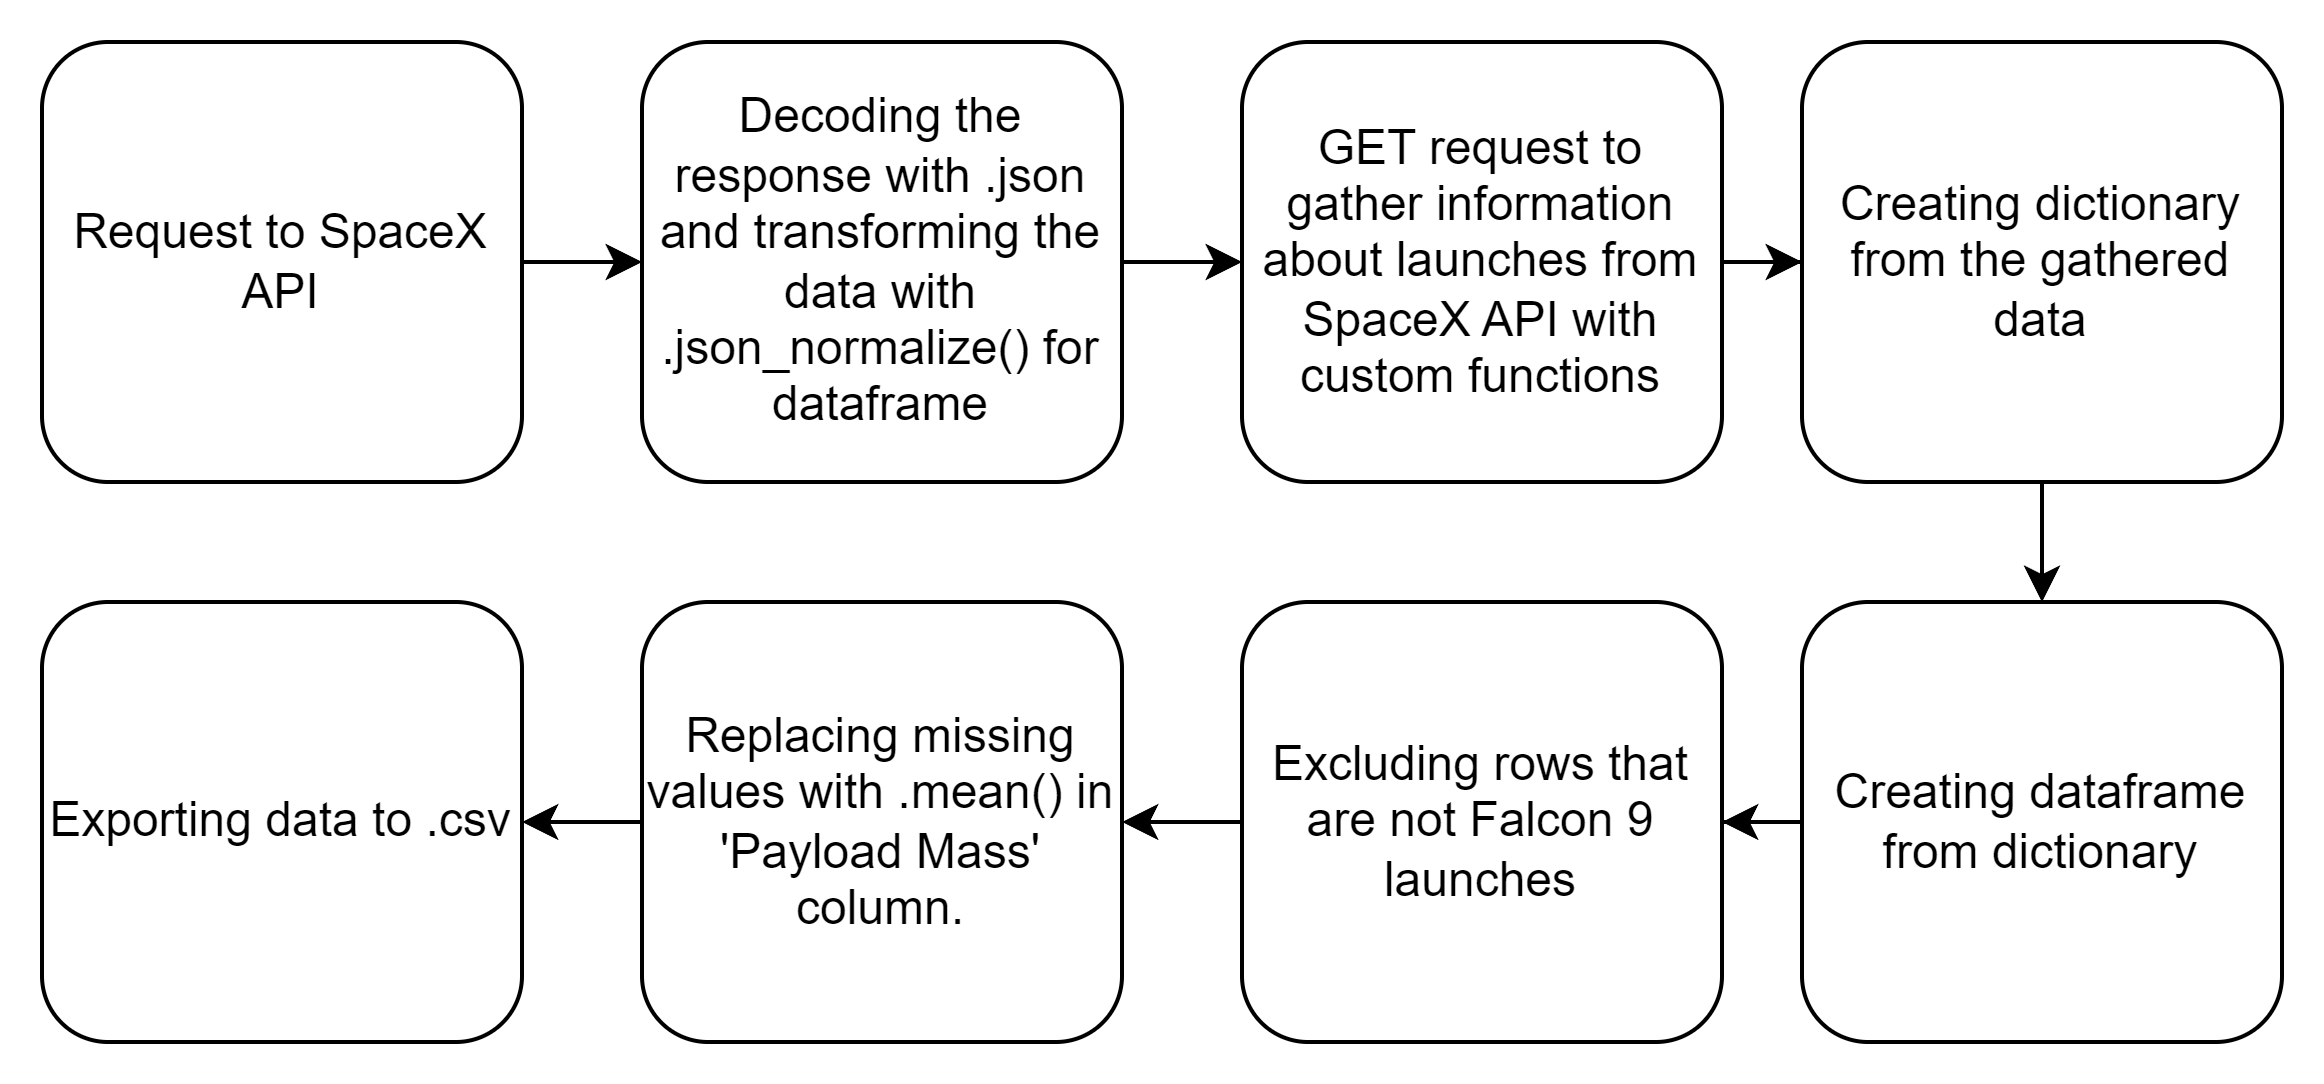 Request to SpaceX
API
Decoding the
response with .json
and transforming the
data with
.json_normalize() for
dataframe
GET request to
gather information
about launches from
SpaceX API with
custom functions
Creating dictionary
from the gathered
data
Creating dataframe
from dictionary
Excluding rows that
are not Falcon 9
launches
Replacing missing
values with .mean() in
'Payload Mass'
column.
Exporting data to .csv